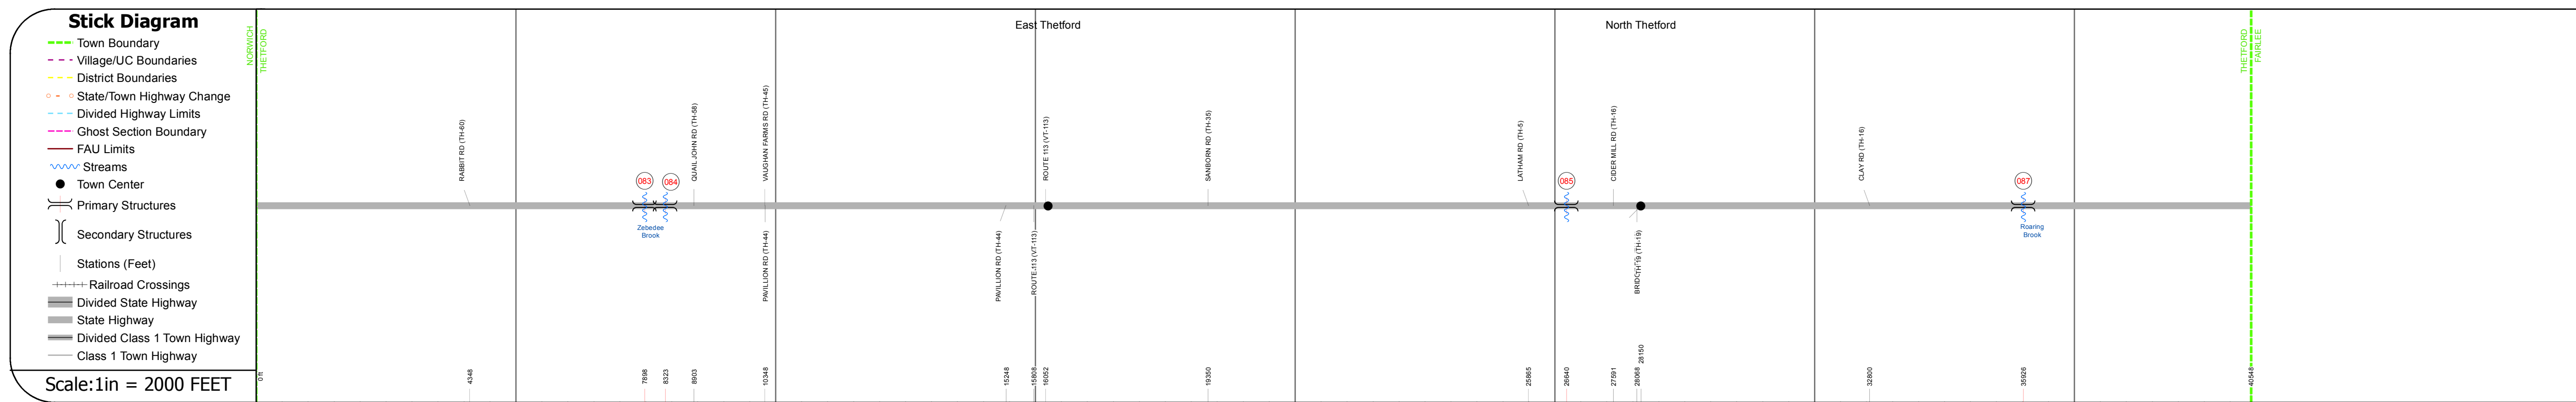 Stick Diagram
Town Boundary
Village/UC Boundaries
District Boundaries
State/Town Highway Change
Divided Highway Limits
Ghost Section Boundary
FAU Limits
Streams
Town Center
Primary Structures
Secondary Structures
Stations (Feet)
Railroad Crossings
Divided State Highway
State Highway
Divided Class 1 Town Highway
Class 1 Town Highway
Scale:1in = 2000 FEET
NORWICH
THETFORD
East Thetford
North Thetford
THETFORD
FAIRLEE
RABBIT RD (TH-60)
QUAIL JOHN RD (TH-58)
VAUGHAN FARMS RD (TH-45)
ROUTE 113 (VT-113)
SANBORN RD (TH-35)
LATHAM RD (TH-5)
CIDER MILL RD (TH-16)
CLAY RD (TH-16)
083
084
085
087
Zebedee
Brook
Roaring
Brook
PAVILLION RD (TH-44)
PAVILLION RD (TH-44)
ROUTE 113 (VT-113)
TH 19 (TH-19)
0 ft
4348
7898
8323
8903
10348
15248
15808
16052
19350
25865
26640
27591
28068
28150
32800
35926
40548